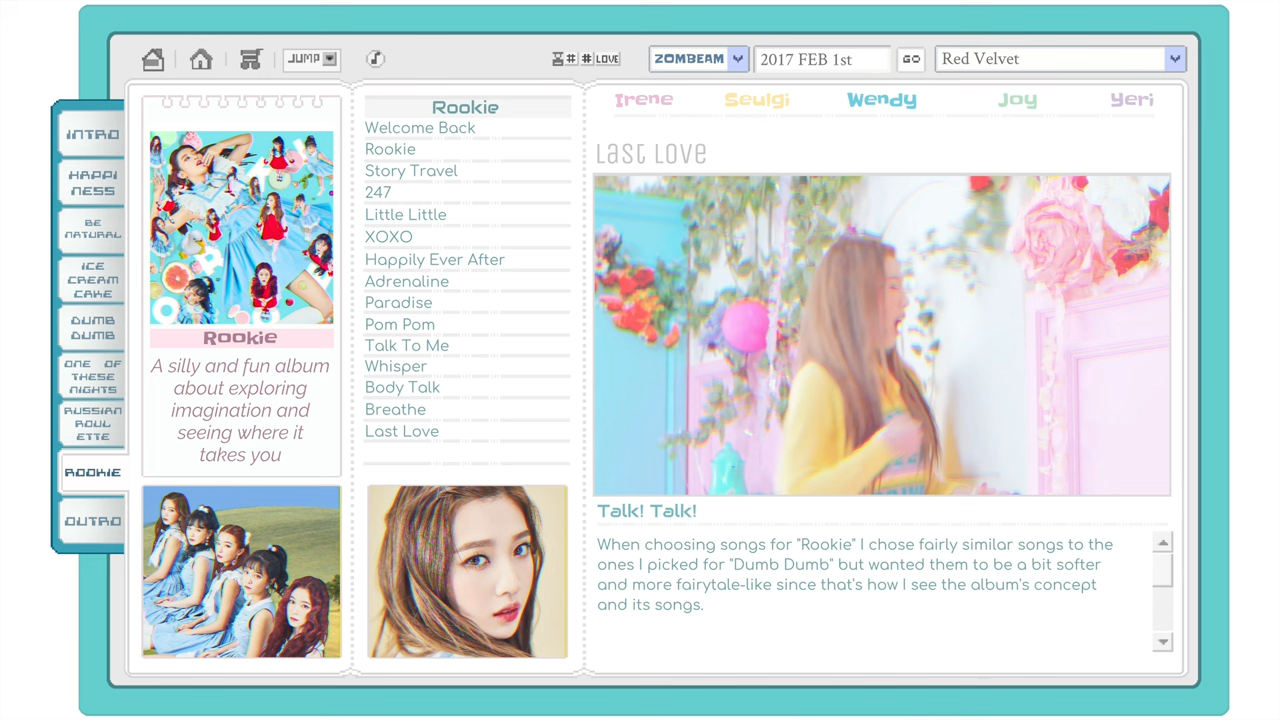 JUMP
# # LOVE
ZOMBEAM
2017 FEB 1st
GO
Red Velvet
INTRO
HAPPI
NESS
BE
NATURAL
ICE
CREAM
CAKE
DUMB
DUMB
ONE OF
THESE
NIGHTS
RUSSIAN
ROUL
ETTE
ROOKIE
OUTRO
Rookie
A silly and fun album
about exploring
imagination and
seeing where it
takes you
Rookie
Welcome Back
Rookie
Story Travel
247
Little Little
XOXO
Happily Ever After
Adrenaline
Paradise
Pom Pom
Talk To Me
Whisper
Body Talk
Breathe
Last Love
Irene Seulgi Wendy Joy Yeri
Last Love
Talk! Talk!
When choosing songs for "Rookie" I chose fairly similar songs to the
ones I picked for "Dumb Dumb" but wanted them to be a bit softer
and more fairytale-like since that's how I see the album's concept
and its songs.